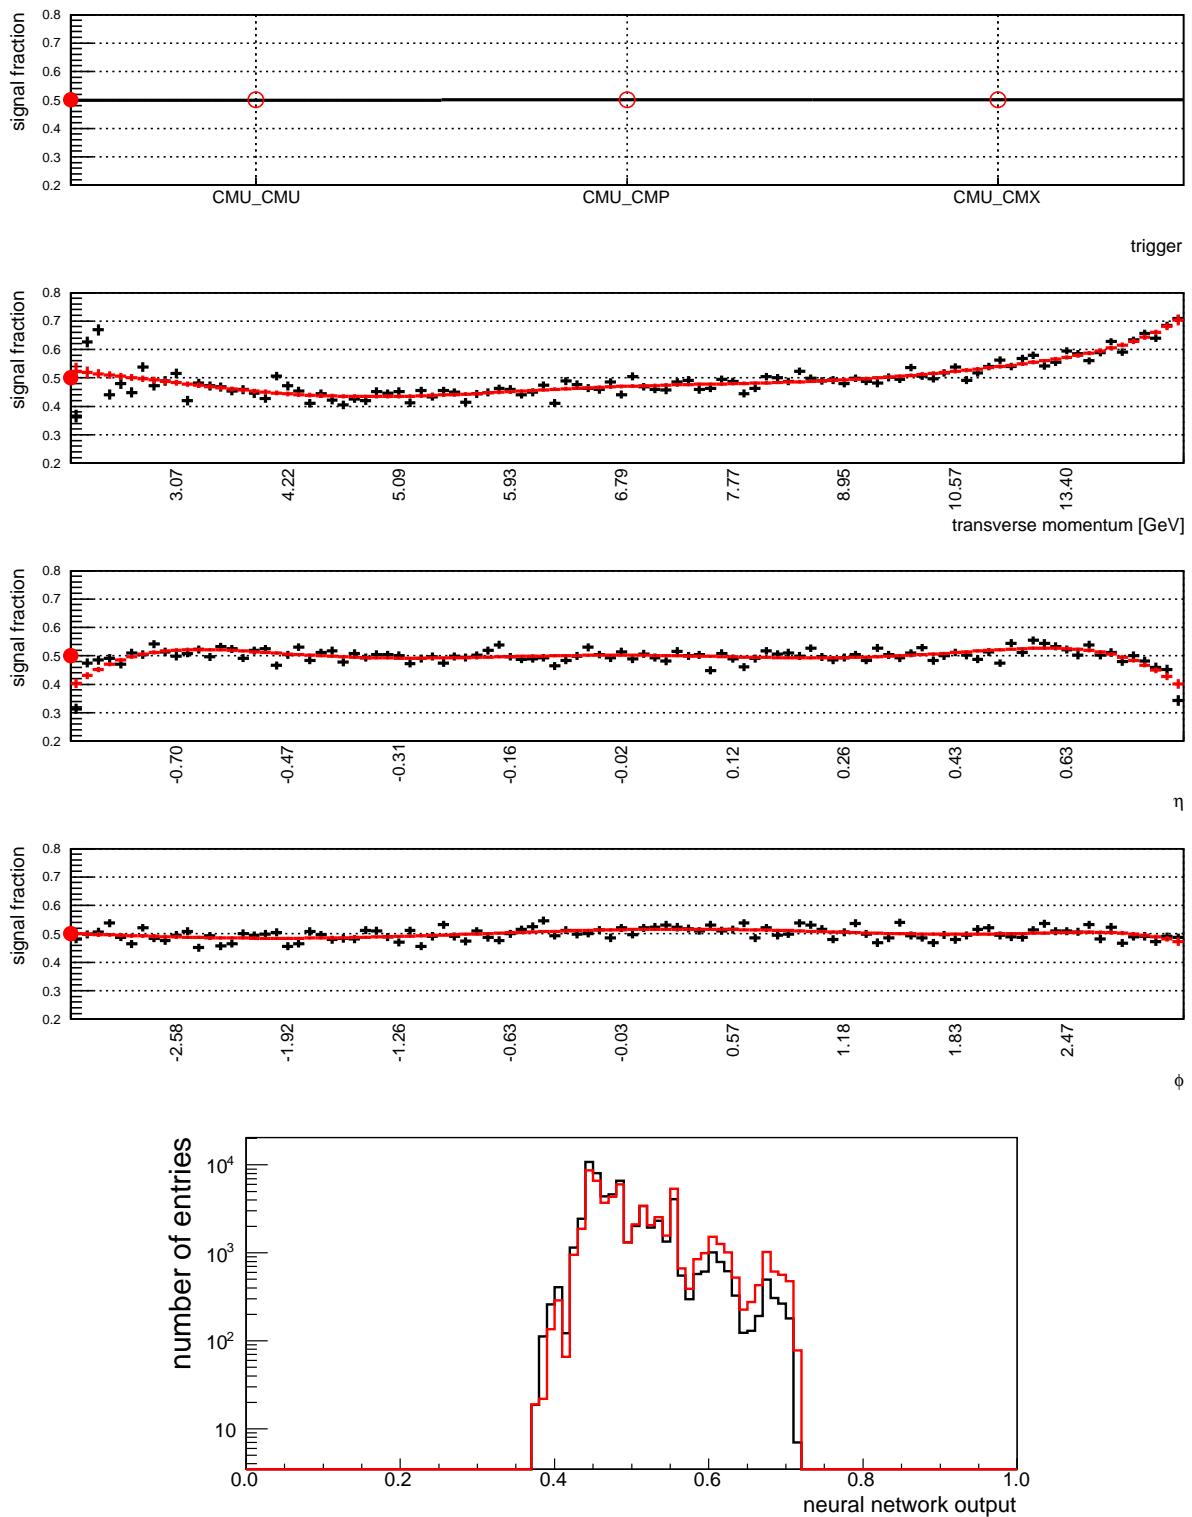 signal fraction
0.8
0.7
0.6
0.5
0.4
0.3
0.2
CMU_CMU CMU_CMP CMU_CMX
trigger
signal fraction
0.8
0.7
0.6
0.5
0.4
0.3
0.2
3.07 4.22 5.09 5.93 6.79 7.77 8.95 10.57 13.40
transverse momentum [GeV]
signal fraction
0.8
0.7
0.6
0.5
0.4
0.3
0.2
-0.70 -0.47 -0.31 -0.16 -0.02 0.12 0.26 0.43 0.63
η
signal fraction
0.8
0.7
0.6
0.5
0.4
0.3
0.2
-2.58 -1.92 -1.26 -0.63 -0.03 0.57 1.18 1.83 2.47
ϕ
number of entries
10⁴
10³
10²
10
0.0 0.2 0.4 0.6 0.8 1.0
neural network output